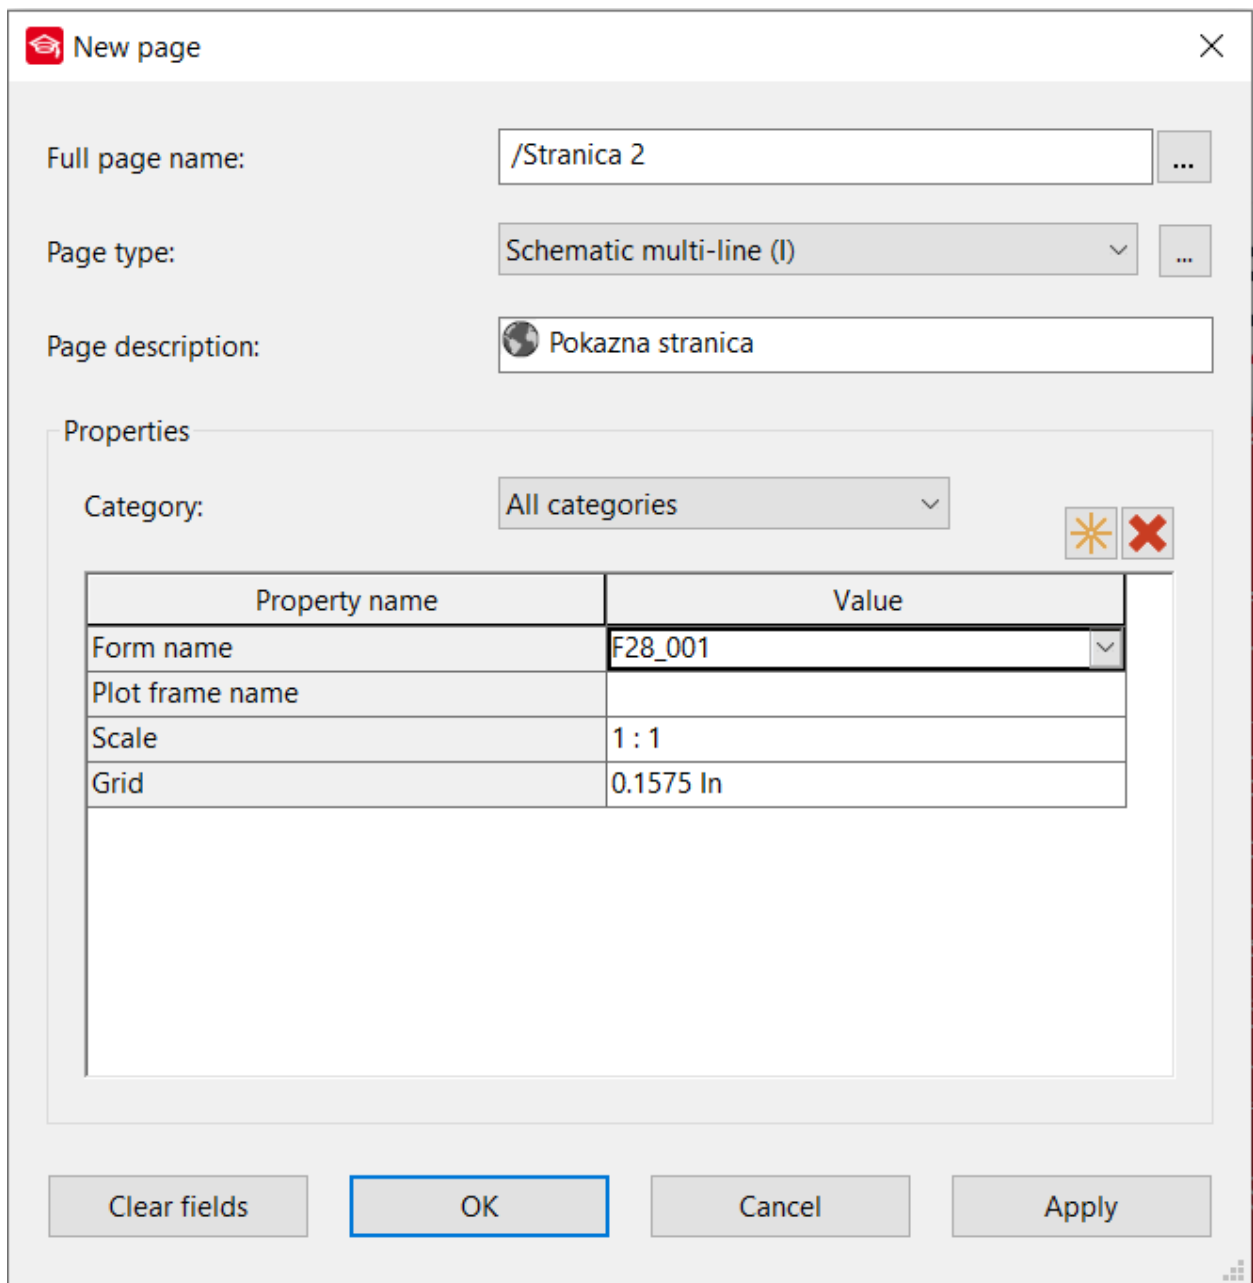 New page
Full page name: /Stranica 2 ...
Page type: Schematic multi-line (I) ...
Page description: Pokazna stranica
Properties
Category: All categories
Property name Value
Form name F28_001
Plot frame name
Scale 1 : 1
Grid 0.1575 In
Clear fields OK Cancel Apply